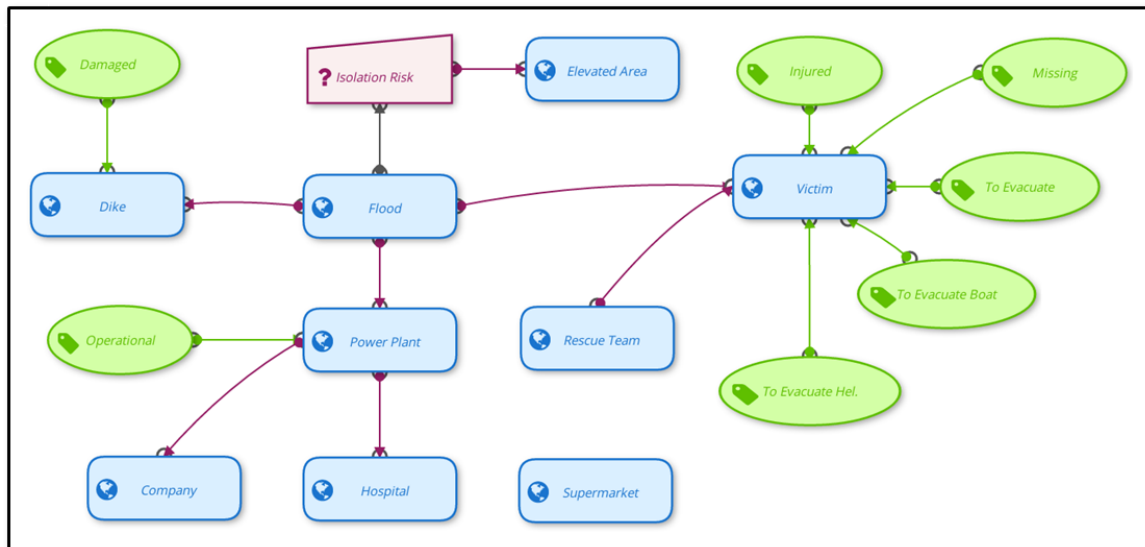 Damaged
? Isolation Risk
Elevated Area
Injured
Missing
Dike
Flood
Victim
To Evacuate
To Evacuate Boat
Operational
Power Plant
Rescue Team
To Evacuate Hel.
Company
Hospital
Supermarket